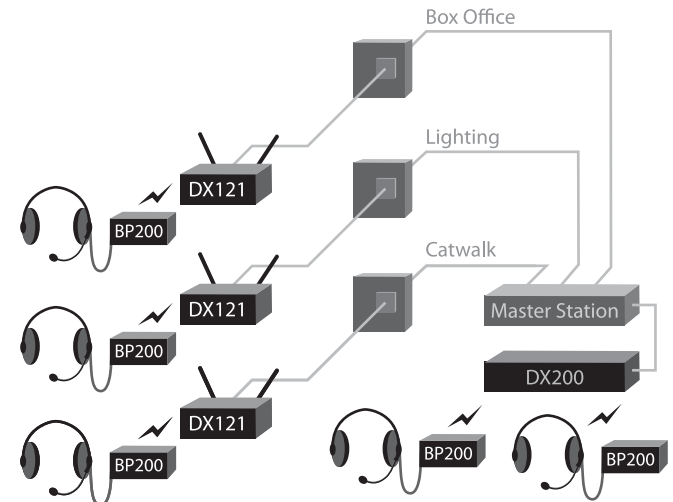 Box Office
DX121
BP200
Lighting
DX121
BP200
Catwalk
Master Station
DX200
DX121
BP200
BP200
BP200